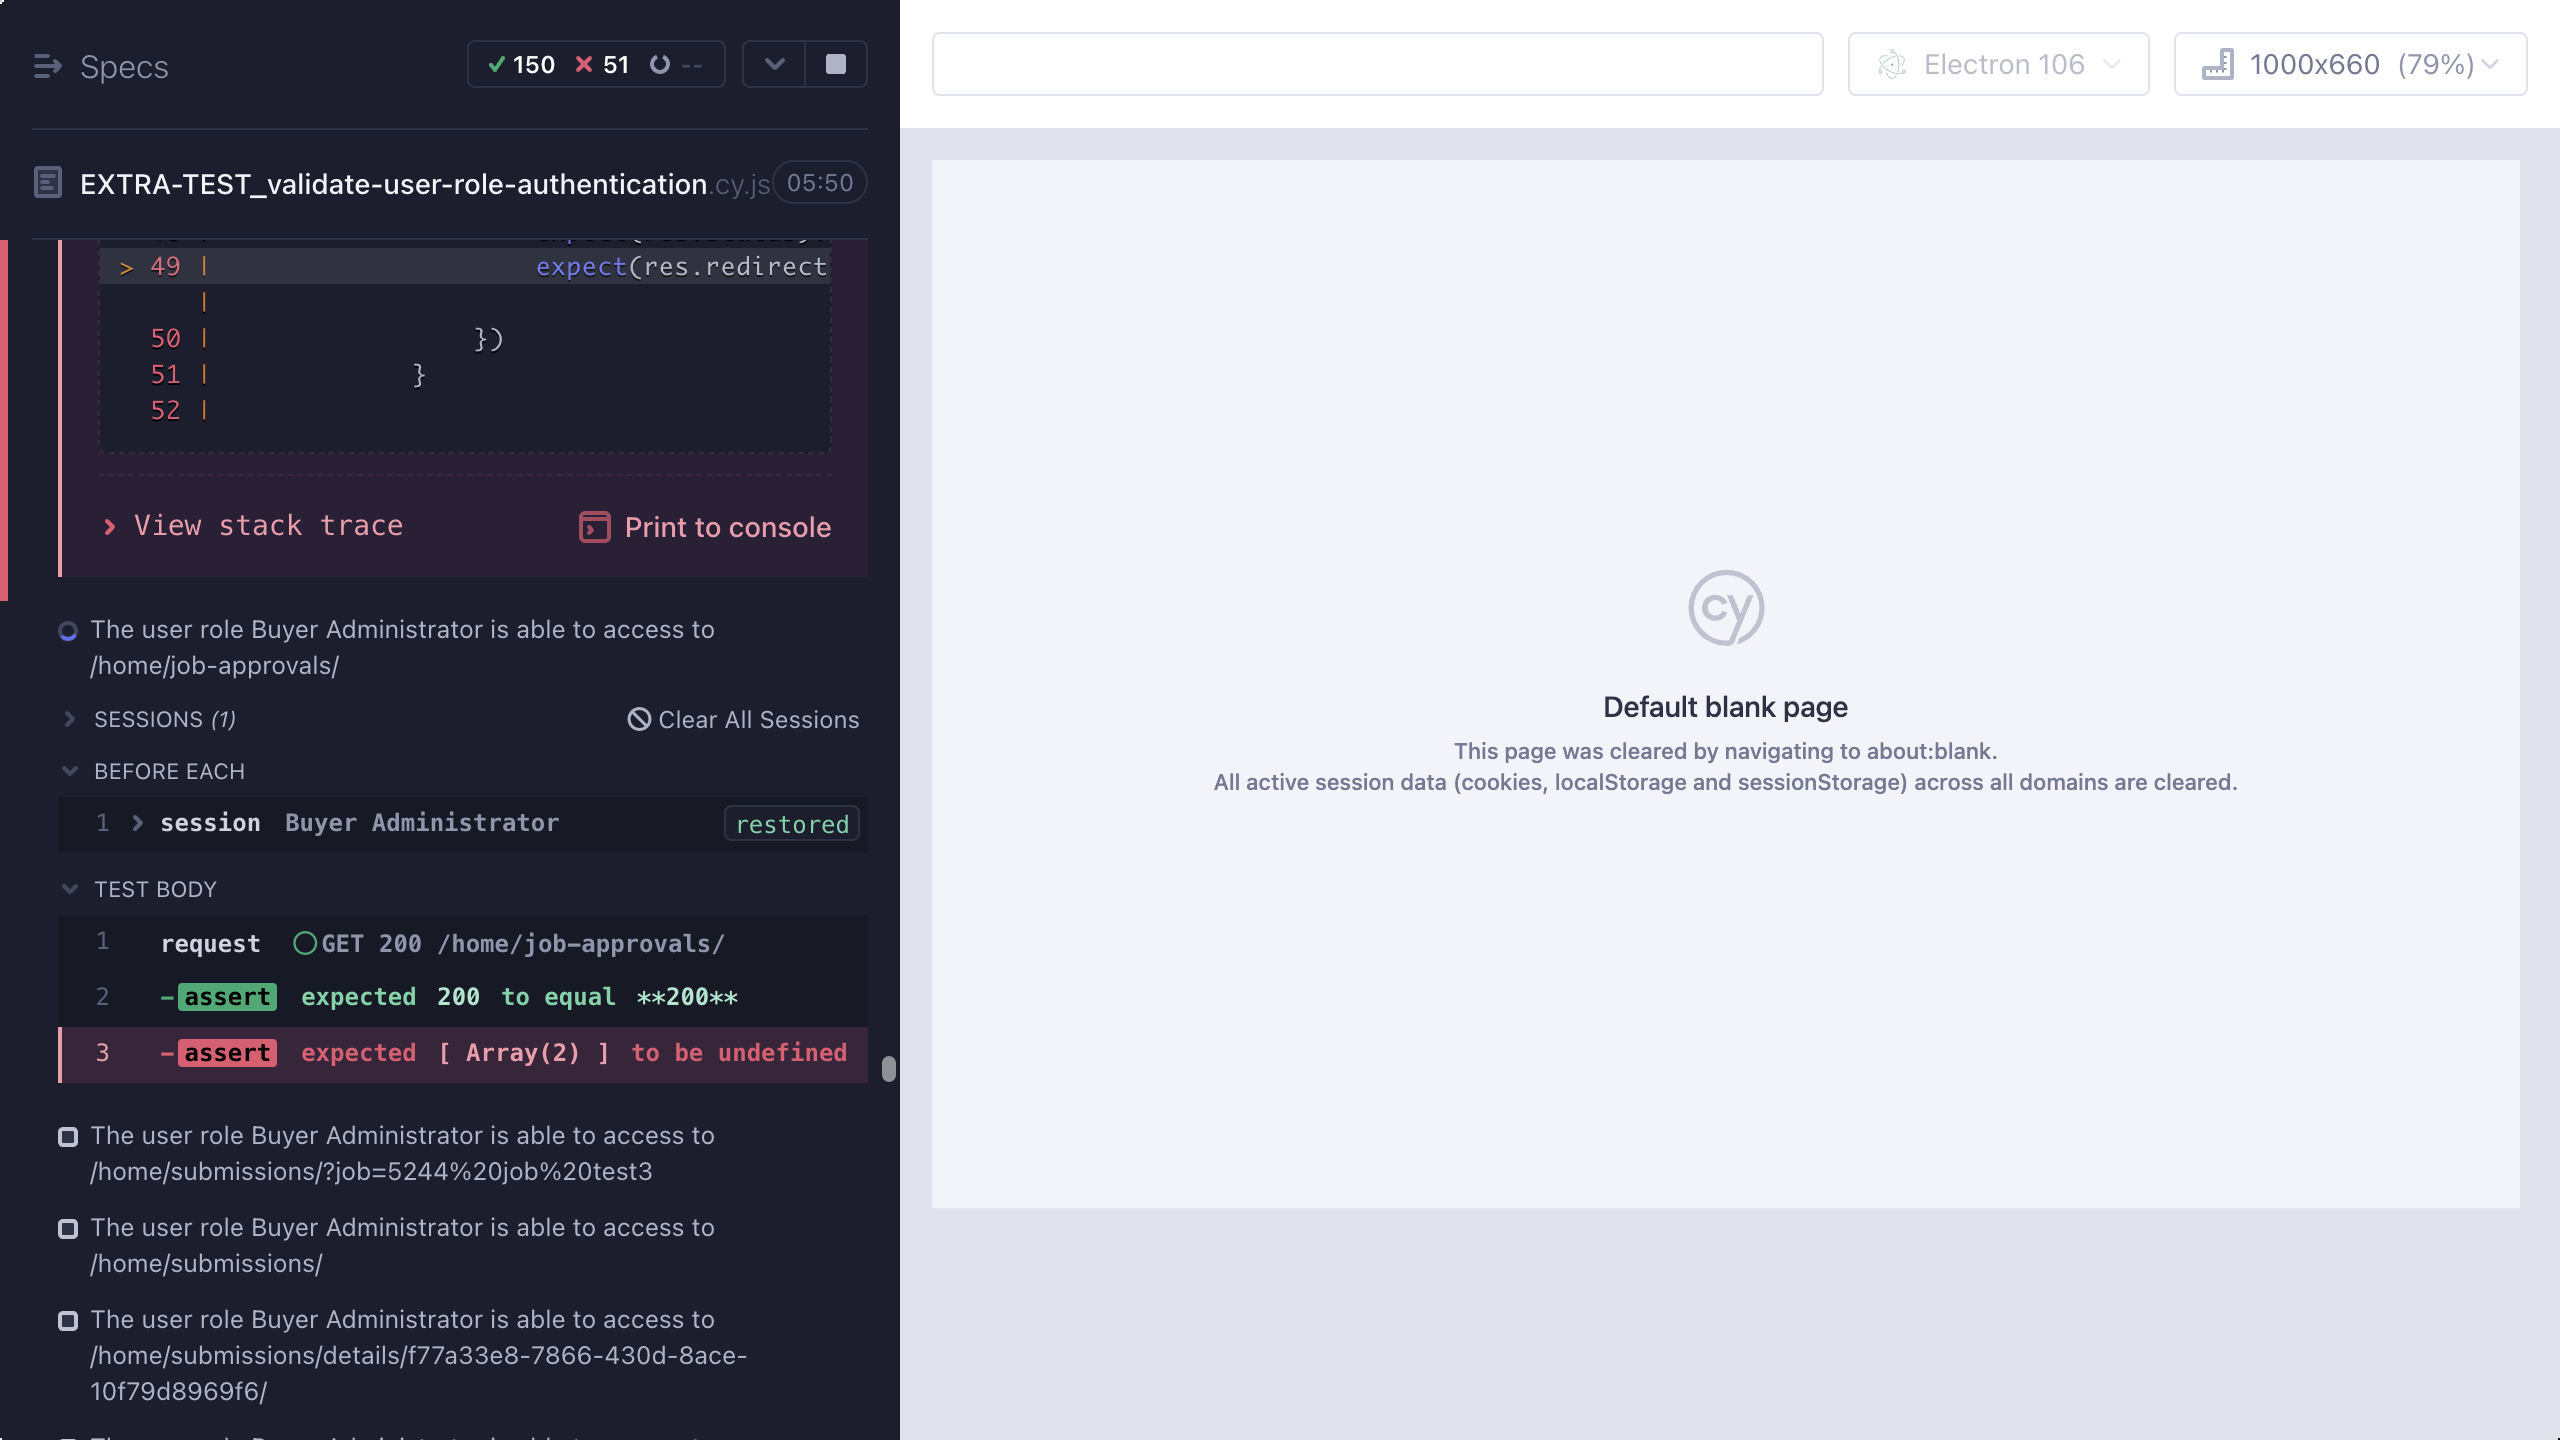 Specs
150 51 --
EXTRA-TEST_validate-user-role-authentication.cy.js 05:50
> 49 | expect(res.redirect
|
50 | })
51 | }
52 |
View stack trace
Print to console
The user role Buyer Administrator is able to access to
/home/job-approvals/
SESSIONS (1)
Clear All Sessions
BEFORE EACH
1 session Buyer Administrator restored
TEST BODY
1 request GET 200 /home/job-approvals/
2 -assert expected 200 to equal **200**
3 -assert expected [ Array(2) ] to be undefined
The user role Buyer Administrator is able to access to
/home/submissions/?job=5244%20job%20test3
The user role Buyer Administrator is able to access to
/home/submissions/
The user role Buyer Administrator is able to access to
/home/submissions/details/f77a33e8-7866-430d-8ace-
10f79d8969f6/
Electron 106
1000x660 (79%)
cy
Default blank page
This page was cleared by navigating to about:blank.
All active session data (cookies, localStorage and sessionStorage) across all domains are cleared.